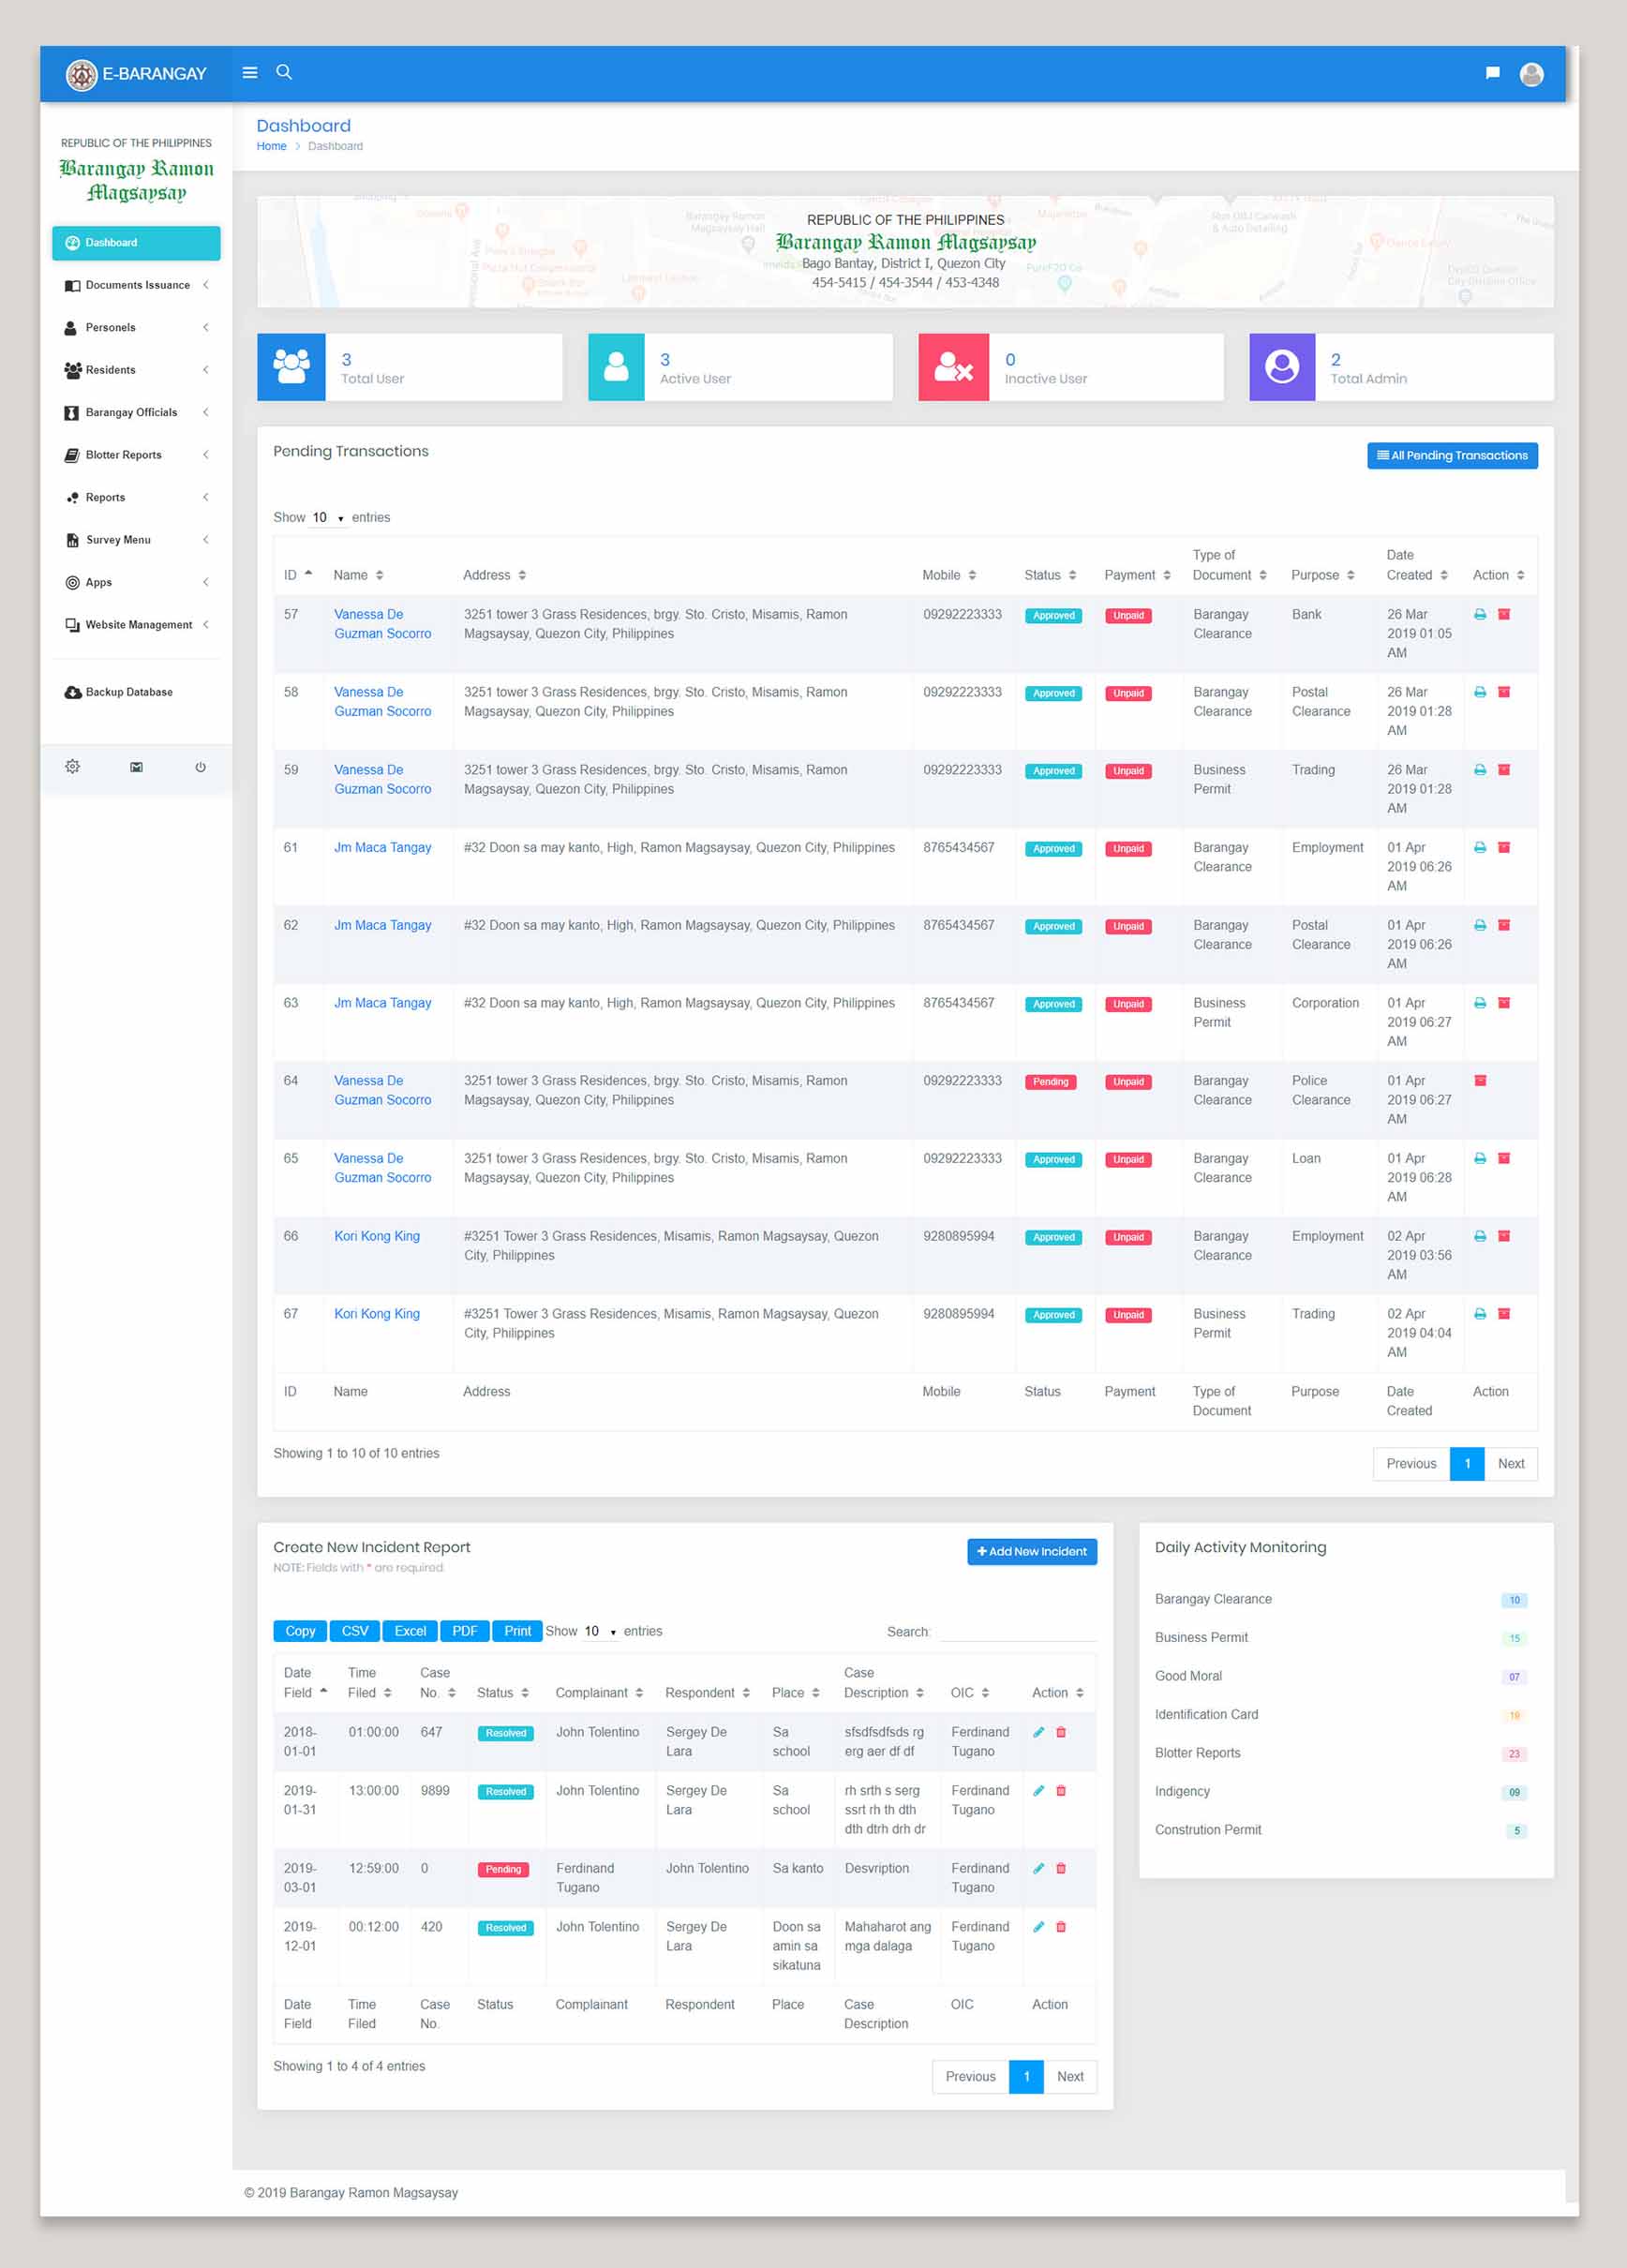 E-BARANGAY
REPUBLIC OF THE PHILIPPINES
Barangay Ramon
Magsaysay
Dashboard
Documents Issuance
Personels
Residents
Barangay Officials
Blotter Reports
Reports
Survey Menu
Apps
Website Management
Backup Database
Dashboard
Home > Dashboard
REPUBLIC OF THE PHILIPPINES
Barangay Ramon Magsaysay
Bago Bantay, District I, Quezon City
454-5415 / 454-3544 / 453-4348
3
Total User
3
Active User
0
Inactive User
2
Total Admin
Pending Transactions
All Pending Transactions
Show 10 entries
ID Name Address Mobile Status Payment Type of Document Purpose Date Created Action
57 Vanessa De Guzman Socorro 3251 tower 3 Grass Residences, brgy. Sto. Cristo, Misamis, Ramon Magsaysay, Quezon City, Philippines 09292223333 Approved Unpaid Barangay Clearance Bank 26 Mar 2019 01:05 AM
58 Vanessa De Guzman Socorro 3251 tower 3 Grass Residences, brgy. Sto. Cristo, Misamis, Ramon Magsaysay, Quezon City, Philippines 09292223333 Approved Unpaid Barangay Clearance Postal Clearance 26 Mar 2019 01:28 AM
59 Vanessa De Guzman Socorro 3251 tower 3 Grass Residences, brgy. Sto. Cristo, Misamis, Ramon Magsaysay, Quezon City, Philippines 09292223333 Approved Unpaid Business Permit Trading 26 Mar 2019 01:28 AM
61 Jm Maca Tangay #32 Doon sa may kanto, High, Ramon Magsaysay, Quezon City, Philippines 8765434567 Approved Unpaid Barangay Clearance Employment 01 Apr 2019 06:26 AM
62 Jm Maca Tangay #32 Doon sa may kanto, High, Ramon Magsaysay, Quezon City, Philippines 8765434567 Approved Unpaid Barangay Clearance Postal Clearance 01 Apr 2019 06:26 AM
63 Jm Maca Tangay #32 Doon sa may kanto, High, Ramon Magsaysay, Quezon City, Philippines 8765434567 Approved Unpaid Business Permit Corporation 01 Apr 2019 06:27 AM
64 Vanessa De Guzman Socorro 3251 tower 3 Grass Residences, brgy. Sto. Cristo, Misamis, Ramon Magsaysay, Quezon City, Philippines 09292223333 Pending Unpaid Barangay Clearance Police Clearance 01 Apr 2019 06:27 AM
65 Vanessa De Guzman Socorro 3251 tower 3 Grass Residences, brgy. Sto. Cristo, Misamis, Ramon Magsaysay, Quezon City, Philippines 09292223333 Approved Unpaid Barangay Clearance Loan 01 Apr 2019 06:28 AM
66 Kori Kong King #3251 Tower 3 Grass Residences, Misamis, Ramon Magsaysay, Quezon City, Philippines 9280895994 Approved Unpaid Barangay Clearance Employment 02 Apr 2019 03:56 AM
67 Kori Kong King #3251 Tower 3 Grass Residences, Misamis, Ramon Magsaysay, Quezon City, Philippines 9280895994 Approved Unpaid Business Permit Trading 02 Apr 2019 04:04 AM
ID Name Address Mobile Status Payment Type of Document Purpose Date Created Action
Showing 1 to 10 of 10 entries
Previous 1 Next
Create New Incident Report
NOTE: Fields with * are required
+ Add New Incident
Copy CSV Excel PDF Print Show 10 entries Search:
Date Field Time Filed Case No. Status Complainant Respondent Place Case Description OIC Action
2018-01-01 01:00:00 647 Resolved John Tolentino Sergey De Lara Sa school sfsdfsdfsds rg erg aer df df Ferdinand Tugano
2019-01-31 13:00:00 9899 Resolved John Tolentino Sergey De Lara Sa school rh srth s serg ssrt rh th dth dth dtrh drh dr Ferdinand Tugano
2019-03-01 12:59:00 0 Pending Ferdinand Tugano John Tolentino Sa kanto Desvription Ferdinand Tugano
2019-12-01 00:12:00 420 Resolved John Tolentino Sergey De Lara Doon sa amin sa sikatuna Mahaharot ang mga dalaga Ferdinand Tugano
Date Field Time Filed Case No. Status Complainant Respondent Place Case Description OIC Action
Showing 1 to 4 of 4 entries
Previous 1 Next
Daily Activity Monitoring
Barangay Clearance 10
Business Permit 15
Good Moral 07
Identification Card
Blotter Reports 23
Indigency 09
Constrution Permit 5
© 2019 Barangay Ramon Magsaysay